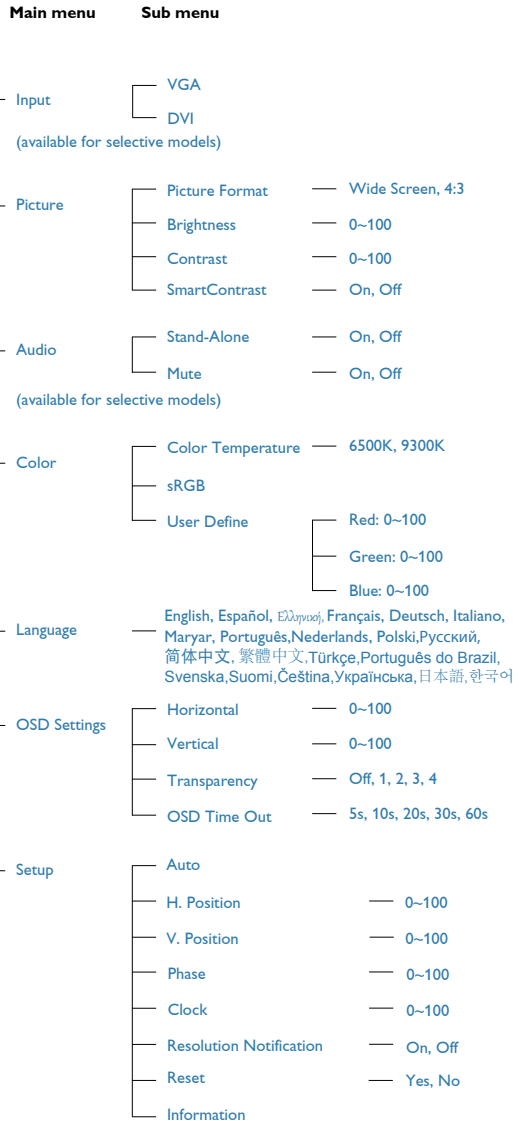 Main menu Sub menu
VGA
Input
DVI
(available for selective models)
Picture Picture Format Wide Screen, 4:3
Brightness 0~100
Contrast 0~100
SmartContrast On, Off
Stand-Alone On, Off
Audio
Mute On, Off
(available for selective models)
Color Color Temperature 6500K, 9300K
sRGB
User Define Red: 0~100
Green: 0~100
Blue: 0~100
English, Español, Ελληνική, Français, Deutsch, Italiano,
Language Maryar, Português,Nederlands, Polski,Русский,
简体中文, 繁體中文,Türkçe,Português do Brazil,
Svenska,Suomi,Čeština,Українська,日本語,한국어
Horizontal 0~100
OSD Settings
Vertical 0~100
Transparency Off, 1, 2, 3, 4
OSD Time Out 5s, 10s, 20s, 30s, 60s
Setup Auto
H. Position 0~100
V. Position 0~100
Phase 0~100
Clock 0~100
Resolution Notification On, Off
Reset Yes, No
Information